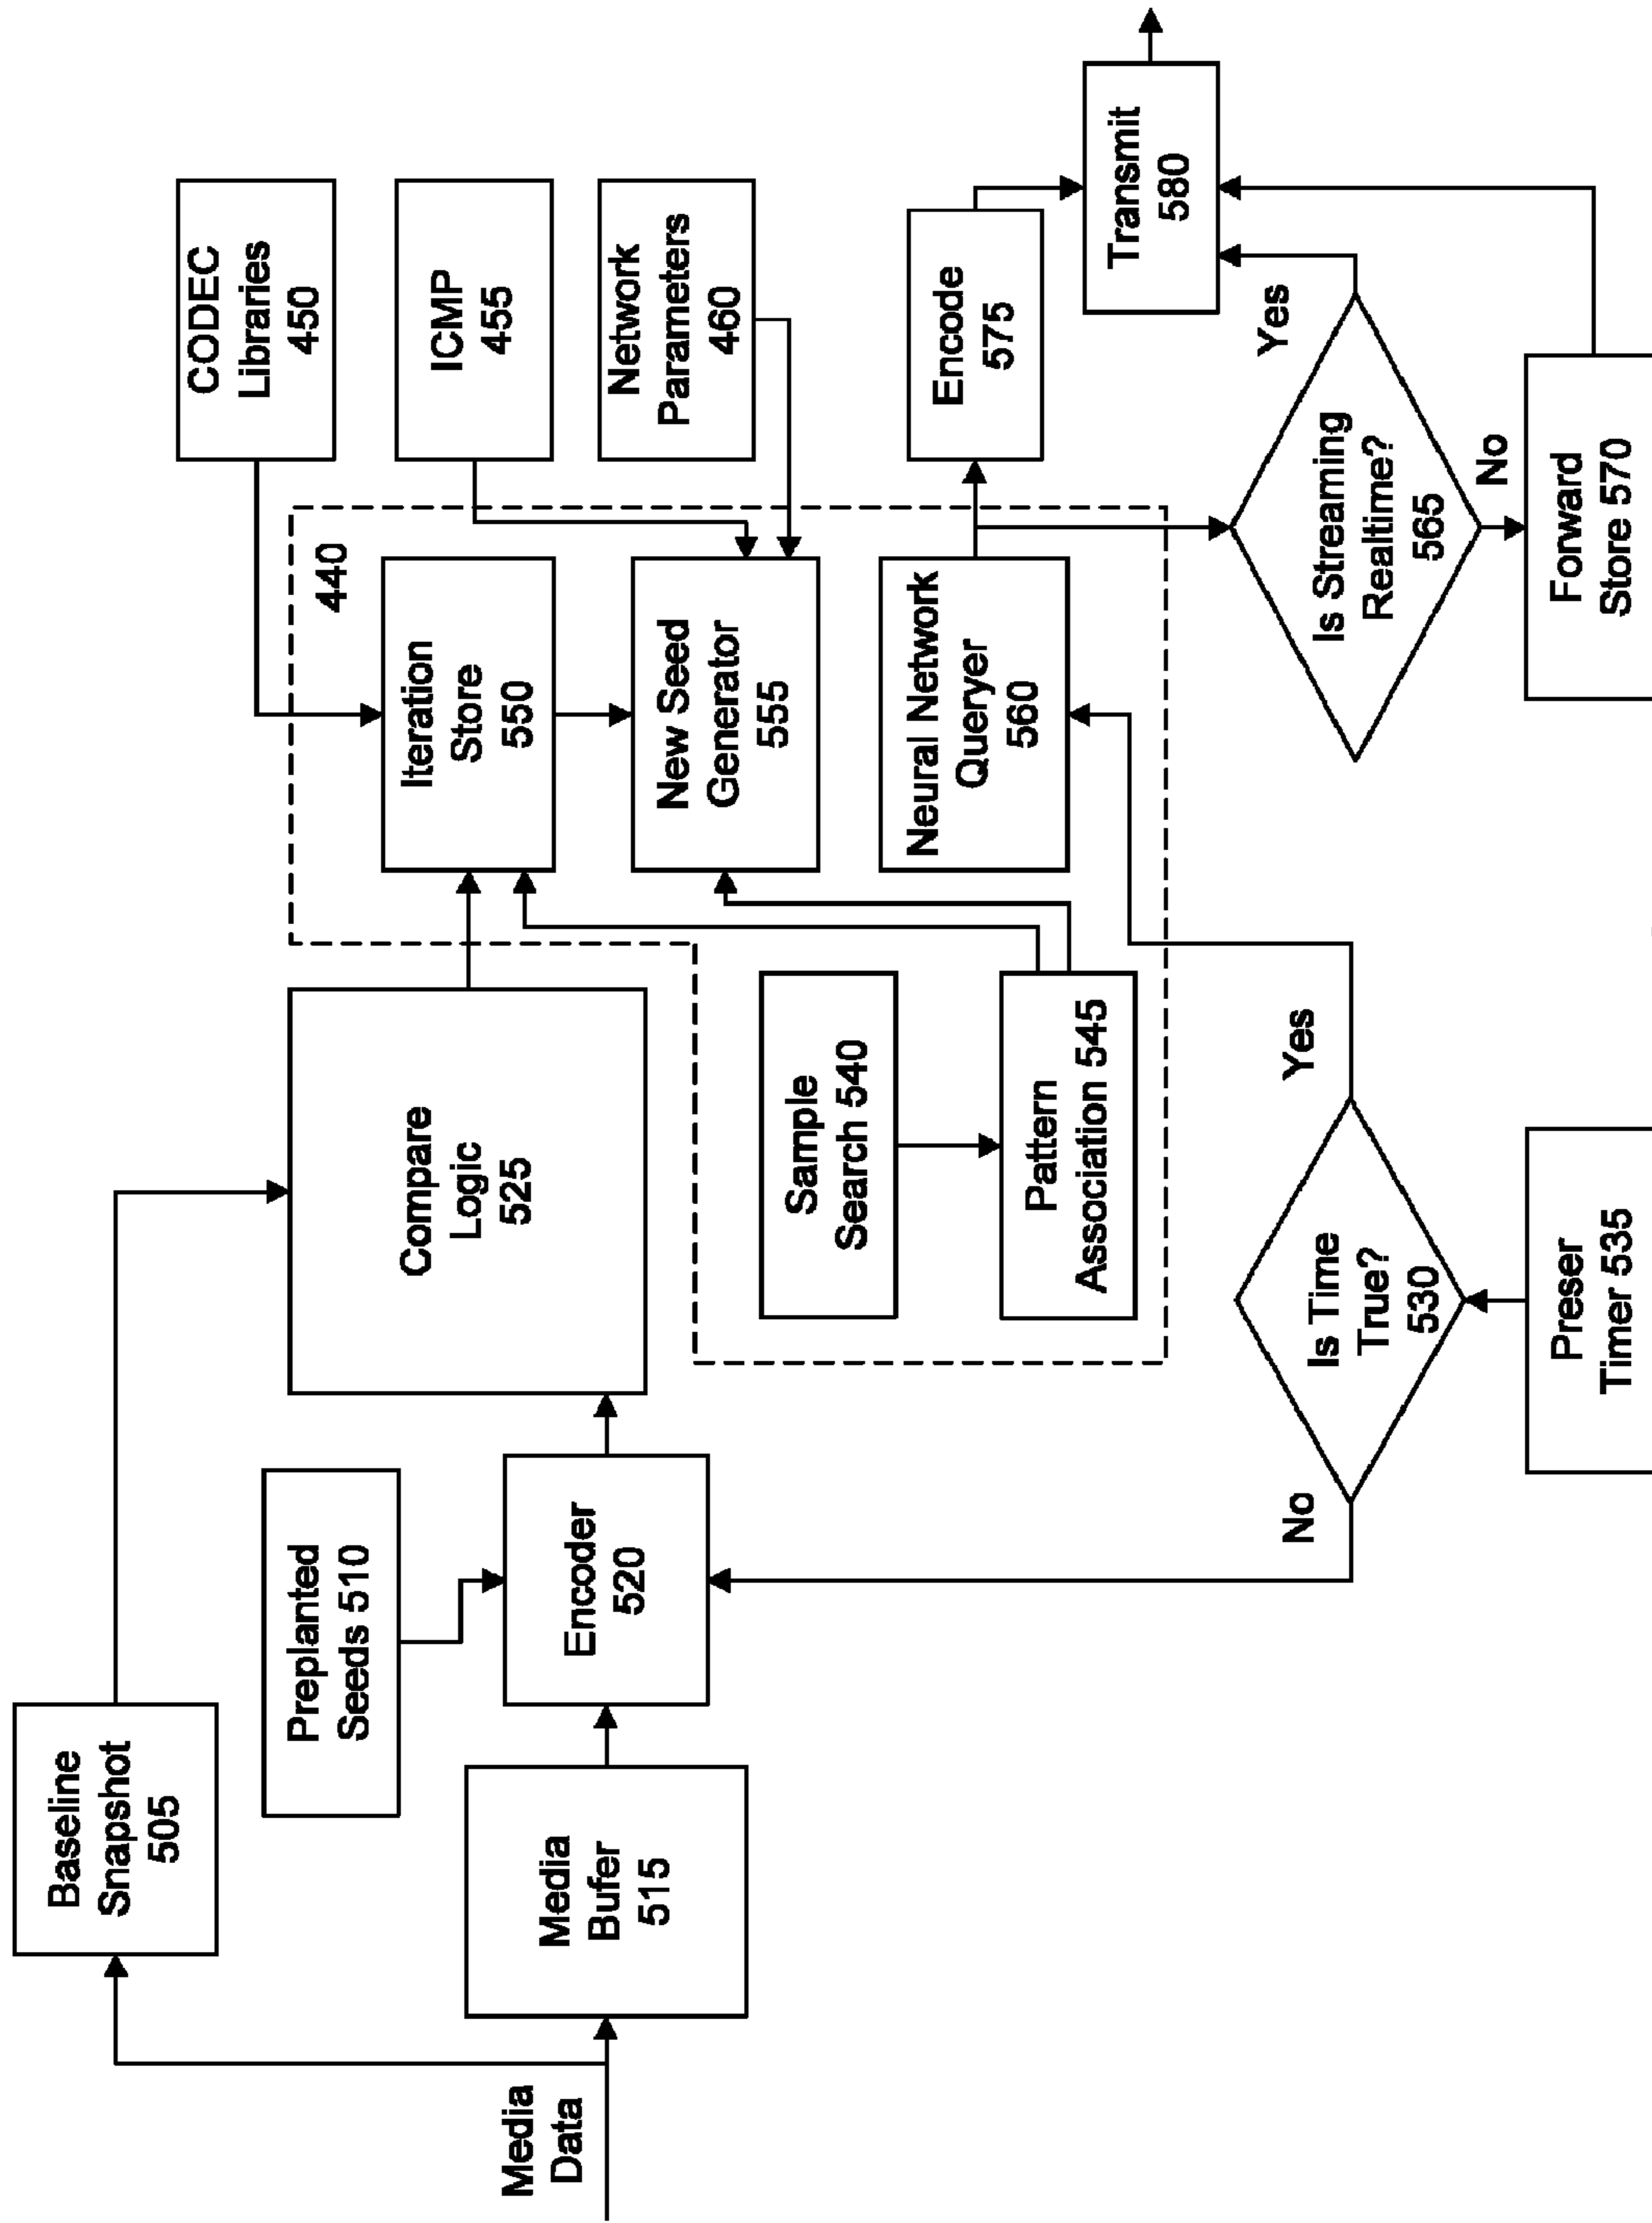 Media
Data
Baseline
Snapshot
505
Preplanted
Seeds 510
Media
Bufer
515
Encoder
520
Compare
Logic
525
Sample
Search 540
Pattern
Association 545
Is Time
True?
530
No
Yes
Preser
Timer 535
440
Iteration
Store
550
New Seed
Generator
555
Neural Network
Queryer
560
CODEC
Libraries
450
ICMP
455
Network
Parameters
460
Encode
575
Is Streaming
Realtime?
565
Yes
No
Forward
Store 570
Transmit
580